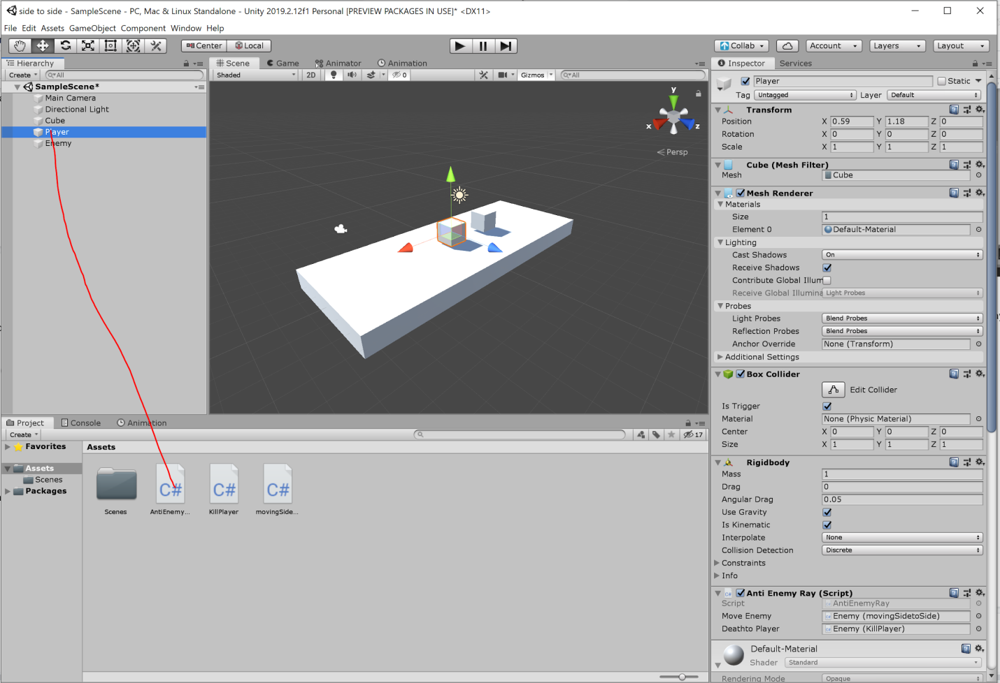 side to side - SampleScene - PC, Mac & Linux Standalone - Unity 2019.2.12f1 Personal [PREVIEW PACKAGES IN USE]* <DX11>
File Edit Assets GameObject Component Window Help
Center Local Collab Account Layers Layout
Hierarchy
Create All
SampleScene*
Main Camera
Directional Light
Cube
Player
Enemy
Scene Game Animator Animation
Shaded 2D 0 Gizmos All
y
x z
Persp
Project Console Animation
Create 17
Favorites
Assets
Scenes
Packages
Assets
C# C# C#
Scenes AntiEnemy... KillPlayer movingSide...
Inspector Services
Player Static
Tag Untagged Layer Default
Transform
Position X 0.59 Y 1.18 Z 0
Rotation X 0 Y 0 Z 0
Scale X 1 Y 1 Z 1
Cube (Mesh Filter)
Mesh Cube
Mesh Renderer
Materials
Size 1
Element 0 Default-Material
Lighting
Cast Shadows On
Receive Shadows
Contribute Global Illum
Receive Global Illumina Light Probes
Probes
Light Probes Blend Probes
Reflection Probes Blend Probes
Anchor Override None (Transform)
Additional Settings
Box Collider
Edit Collider
Is Trigger
Material None (Physic Material)
Center X 0 Y 0 Z 0
Size X 1 Y 1 Z 1
Rigidbody
Mass 1
Drag 0
Angular Drag 0.05
Use Gravity
Is Kinematic
Interpolate None
Collision Detection Discrete
Constraints
Info
Anti Enemy Ray (Script)
Script AntiEnemyRay
Move Enemy Enemy (movingSidetoSide)
Deathto Player Enemy (KillPlayer)
Default-Material
Shader Standard
Rendering Mode Opaque